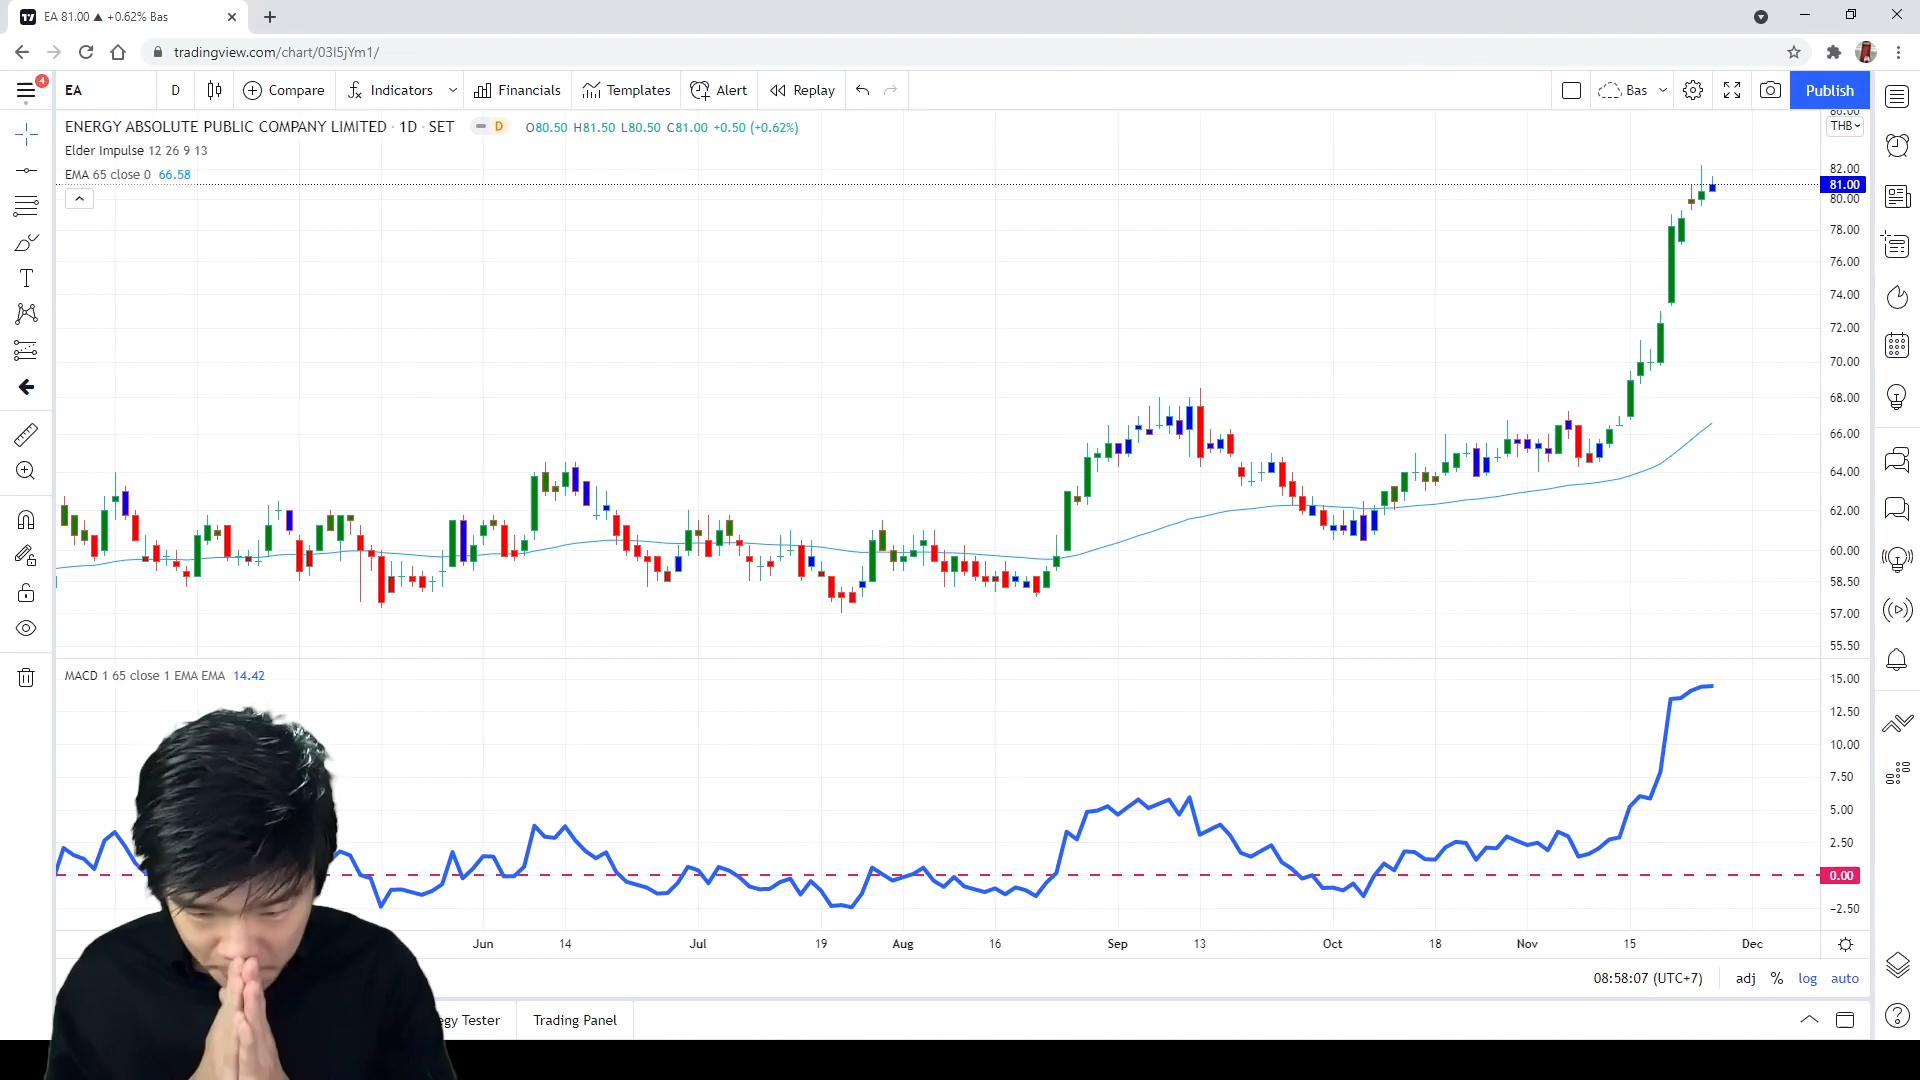 EA 81.00 ▲ +0.62% Bas
tradingview.com/chart/03I5jYm1/
4
EA D Compare Indicators Financials Templates Alert Replay Bas Publish
ENERGY ABSOLUTE PUBLIC COMPANY LIMITED · 1D · SET D O80.50 H81.50 L80.50 C81.00 +0.50 (+0.62%)
THB
Elder Impulse 12 26 9 13
EMA 65 close 0 66.58
82.00
81.00
80.00
78.00
76.00
74.00
72.00
70.00
68.00
66.00
64.00
62.00
60.00
58.50
57.00
55.50
MACD 1 65 close 1 EMA EMA 14.42
15.00
12.50
10.00
7.50
5.00
2.50
0.00
−2.50
Jun 14 Jul 19 Aug 16 Sep 13 Oct 18 Nov 15 Dec
08:58:07 (UTC+7) adj % log auto
egy Tester Trading Panel